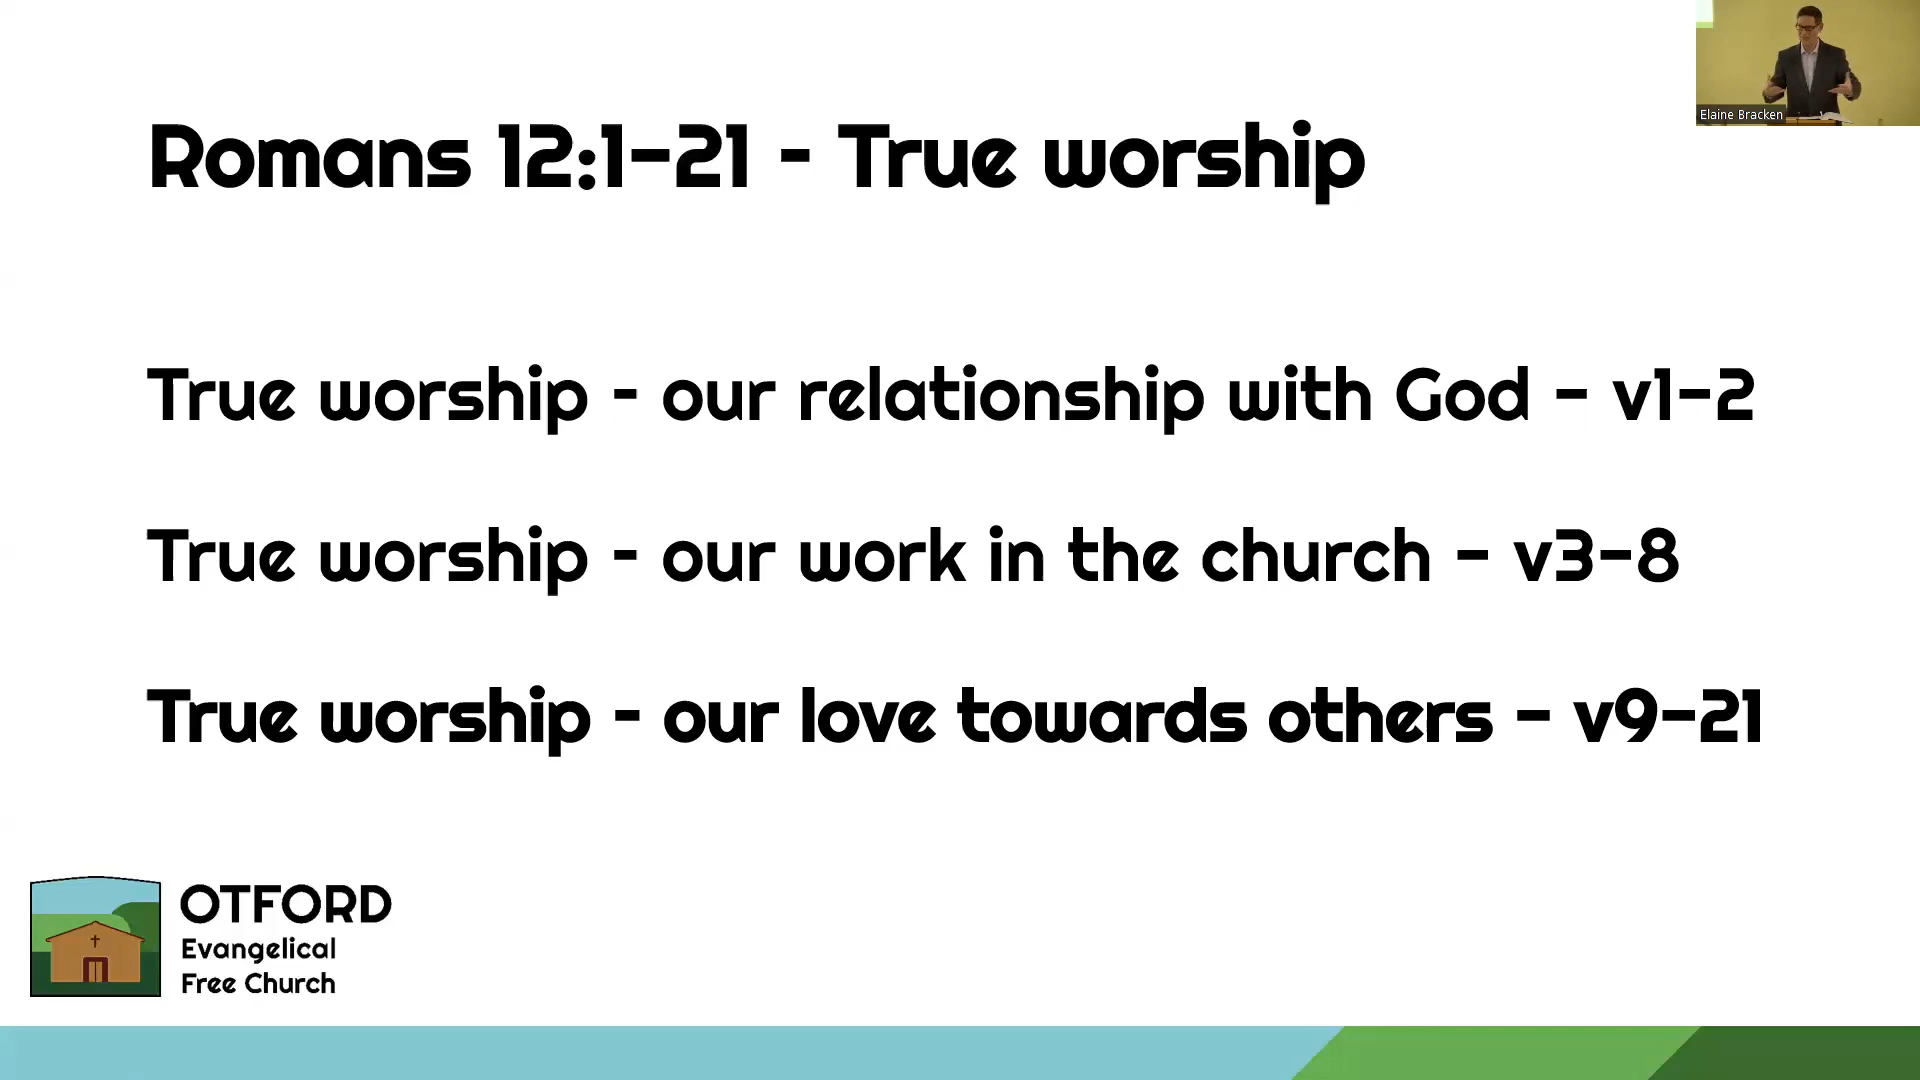 Elaine Bracken
Romans 12:1-21 - True worship
True worship - our relationship with God - v1-2
True worship - our work in the church - v3-8
True worship - our love towards others - v9-21
OTFORD
Evangelical
Free Church